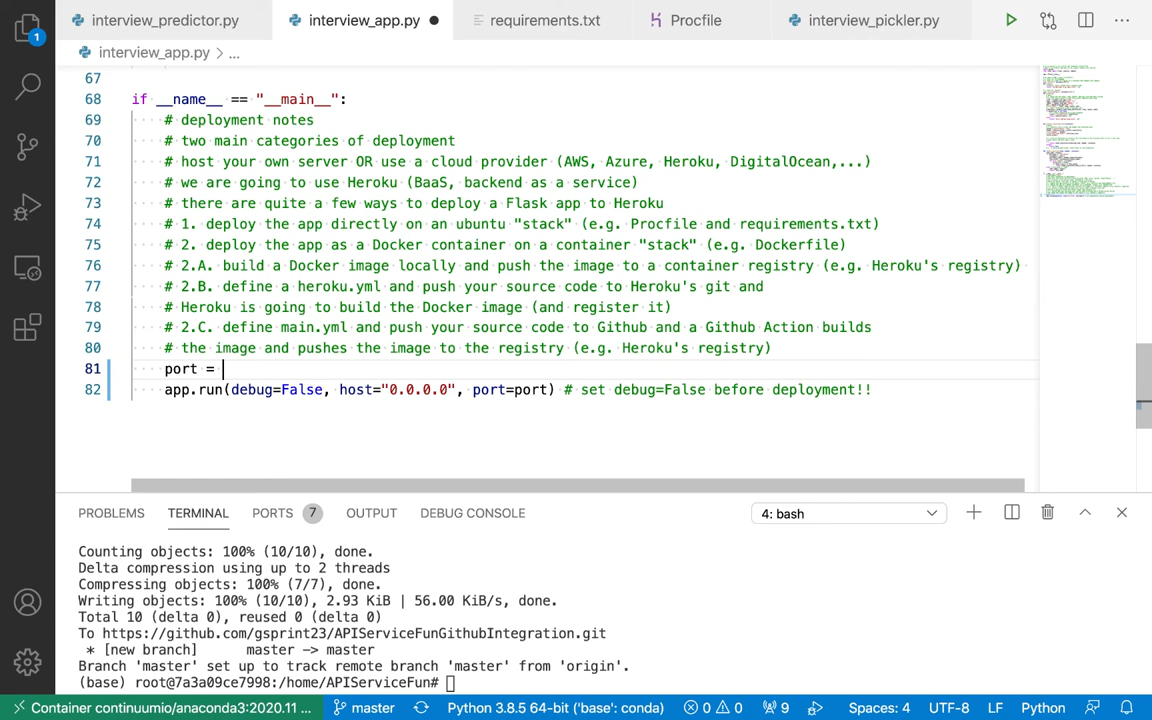 interview_predictor.py
interview_app.py
requirements.txt
Procfile
interview_pickler.py
...
1
interview_app.py > ...
67
68 if __name__ == "__main__":
69 # deployment notes
70 # two main categories of deployment
71 # host your own server OR use a cloud provider (AWS, Azure, Heroku, DigitalOcean,...)
72 # we are going to use Heroku (BaaS, backend as a service)
73 # there are quite a few ways to deploy a Flask app to Heroku
74 # 1. deploy the app directly on an ubuntu "stack" (e.g. Procfile and requirements.txt)
75 # 2. deploy the app as a Docker container on a container "stack" (e.g. Dockerfile)
76 # 2.A. build a Docker image locally and push the image to a container registry (e.g. Heroku's registry)
77 # 2.B. define a heroku.yml and push your source code to Heroku's git and
78 # Heroku is going to build the Docker image (and register it)
79 # 2.C. define main.yml and push your source code to Github and a Github Action builds
80 # the image and pushes the image to the registry (e.g. Heroku's registry)
81 port =
82 app.run(debug=False, host="0.0.0.0", port=port) # set debug=False before deployment!!
PROBLEMS TERMINAL PORTS 7 OUTPUT DEBUG CONSOLE 4: bash
Counting objects: 100% (10/10), done.
Delta compression using up to 2 threads
Compressing objects: 100% (7/7), done.
Writing objects: 100% (10/10), 2.93 KiB | 56.00 KiB/s, done.
Total 10 (delta 0), reused 0 (delta 0)
To https://github.com/gsprint23/APIServiceFunGithubIntegration.git
* [new branch] master -> master
Branch 'master' set up to track remote branch 'master' from 'origin'.
(base) root@7a3a09ce7998:/home/APIServiceFun#
Container continuumio/anaconda3:2020.11 ... master Python 3.8.5 64-bit ('base': conda) 0 0 9 Spaces: 4 UTF-8 LF Python